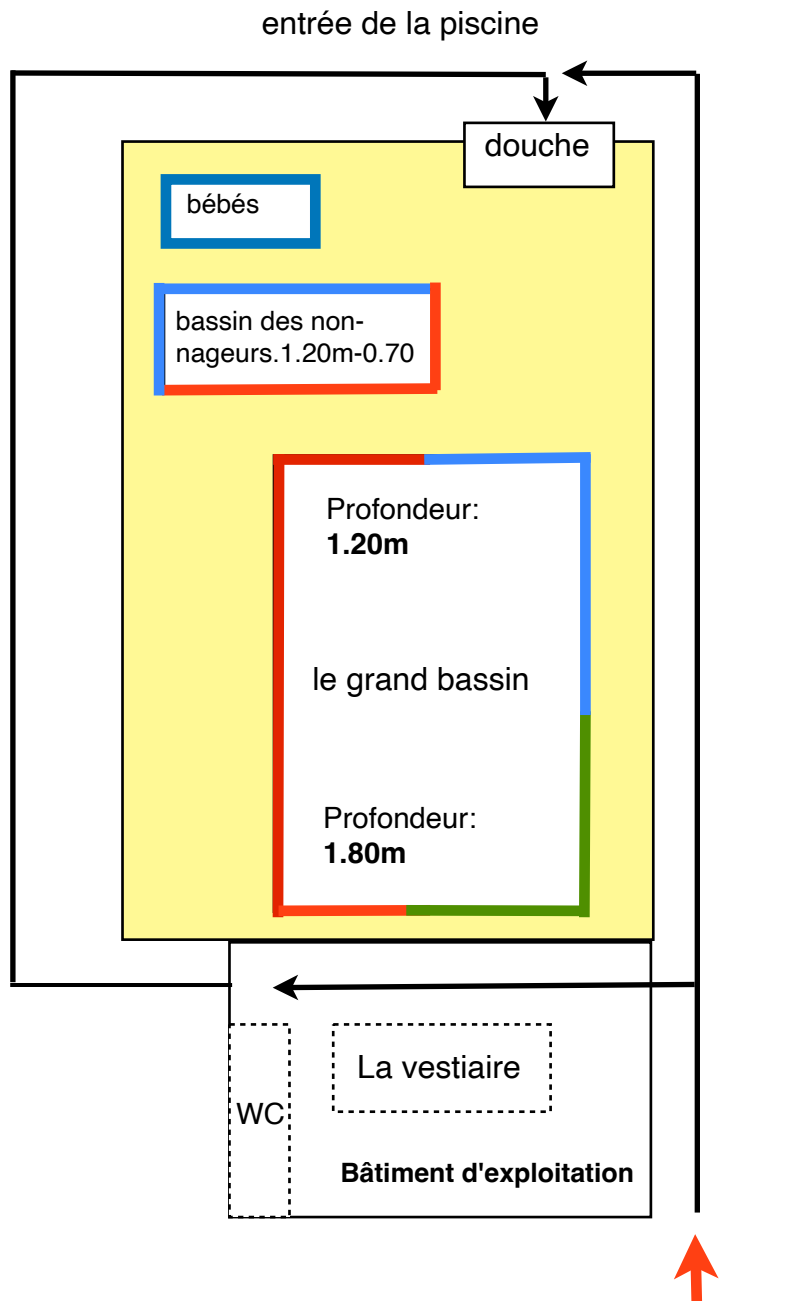 entrée de la piscine
douche
bébés
bassin des non-
nageurs.1.20m-0.70
Profondeur:
1.20m
le grand bassin
Profondeur:
1.80m
La vestiaire
WC
Bâtiment d'exploitation